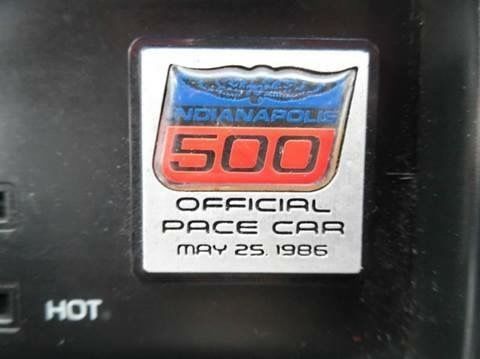 INDIANAPOLIS
500
OFFICIAL
PACE CAR
MAY 25, 1986
HOT